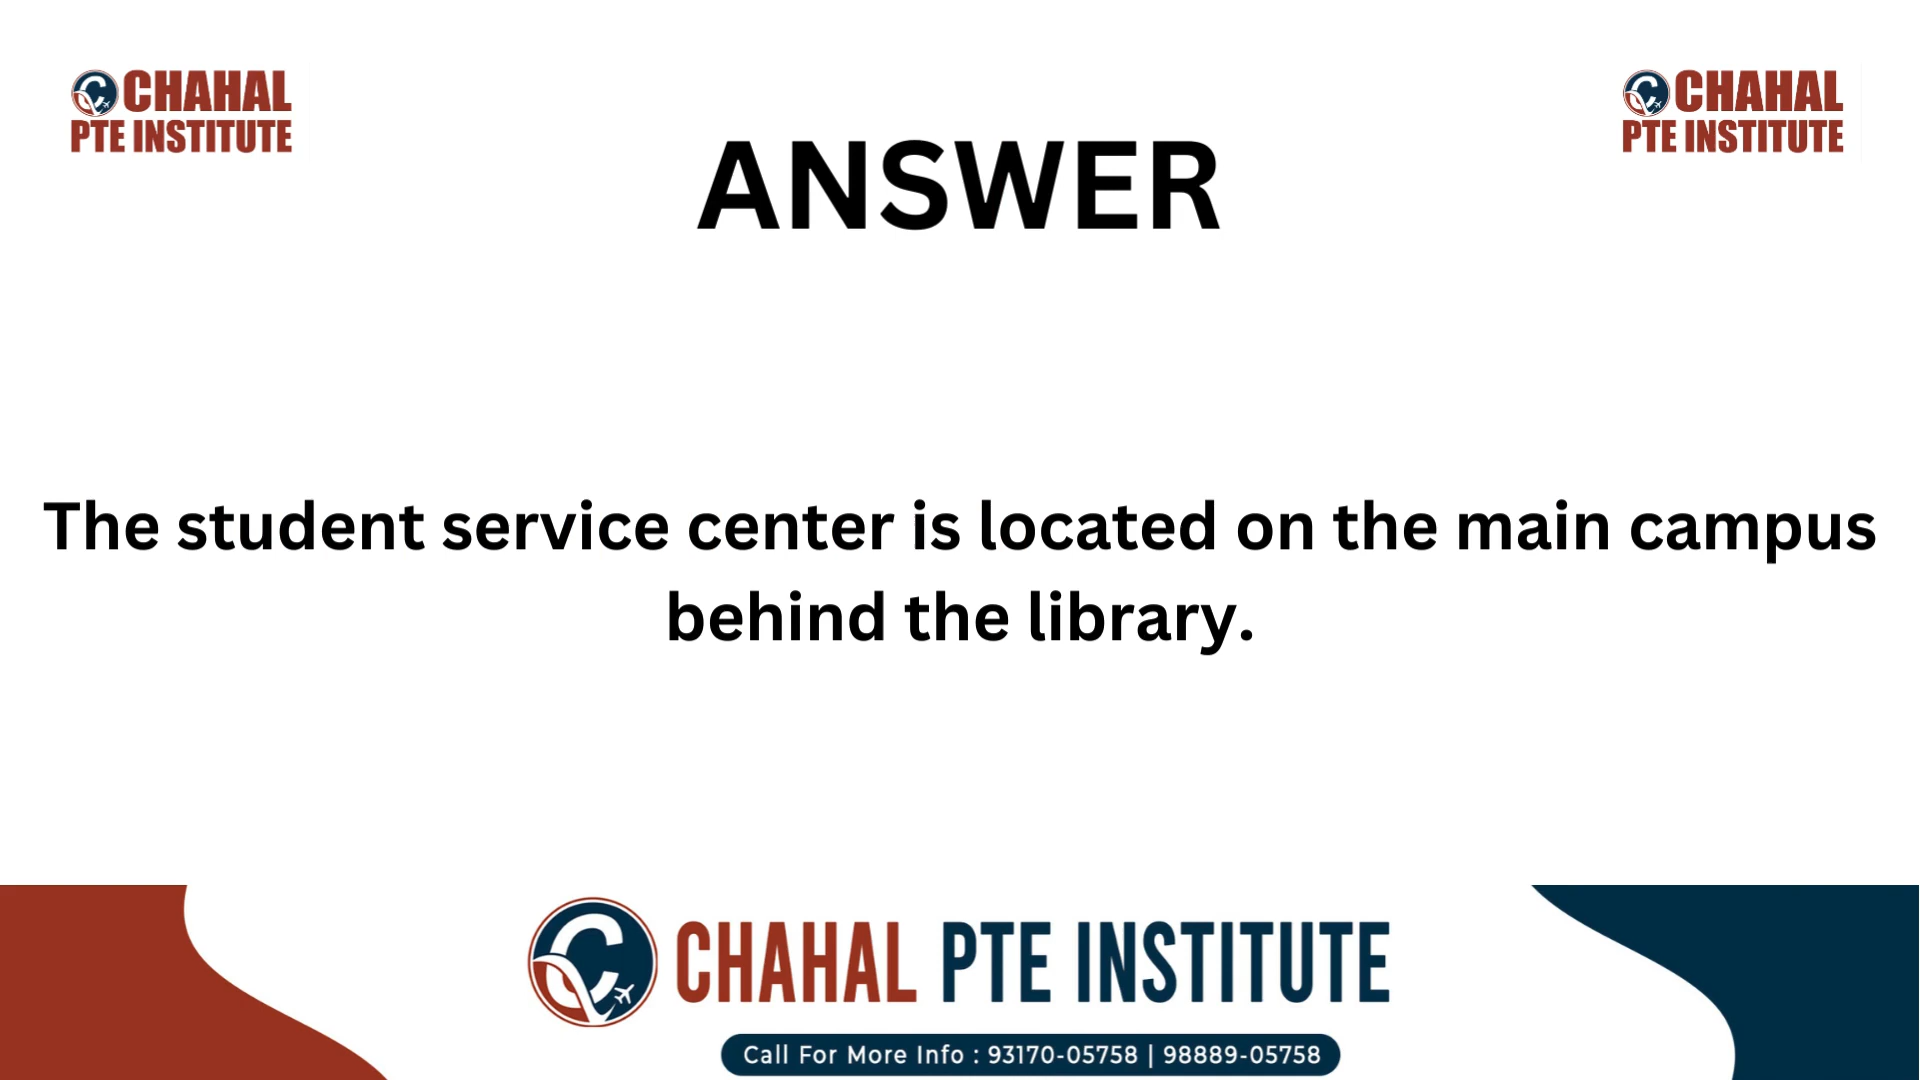 CHAHAL
PTE INSTITUTE
CHAHAL
PTE INSTITUTE
ANSWER
The student service center is located on the main campus
behind the library.
CHAHAL PTE INSTITUTE
Call For More Info : 93170-05758 | 98889-05758